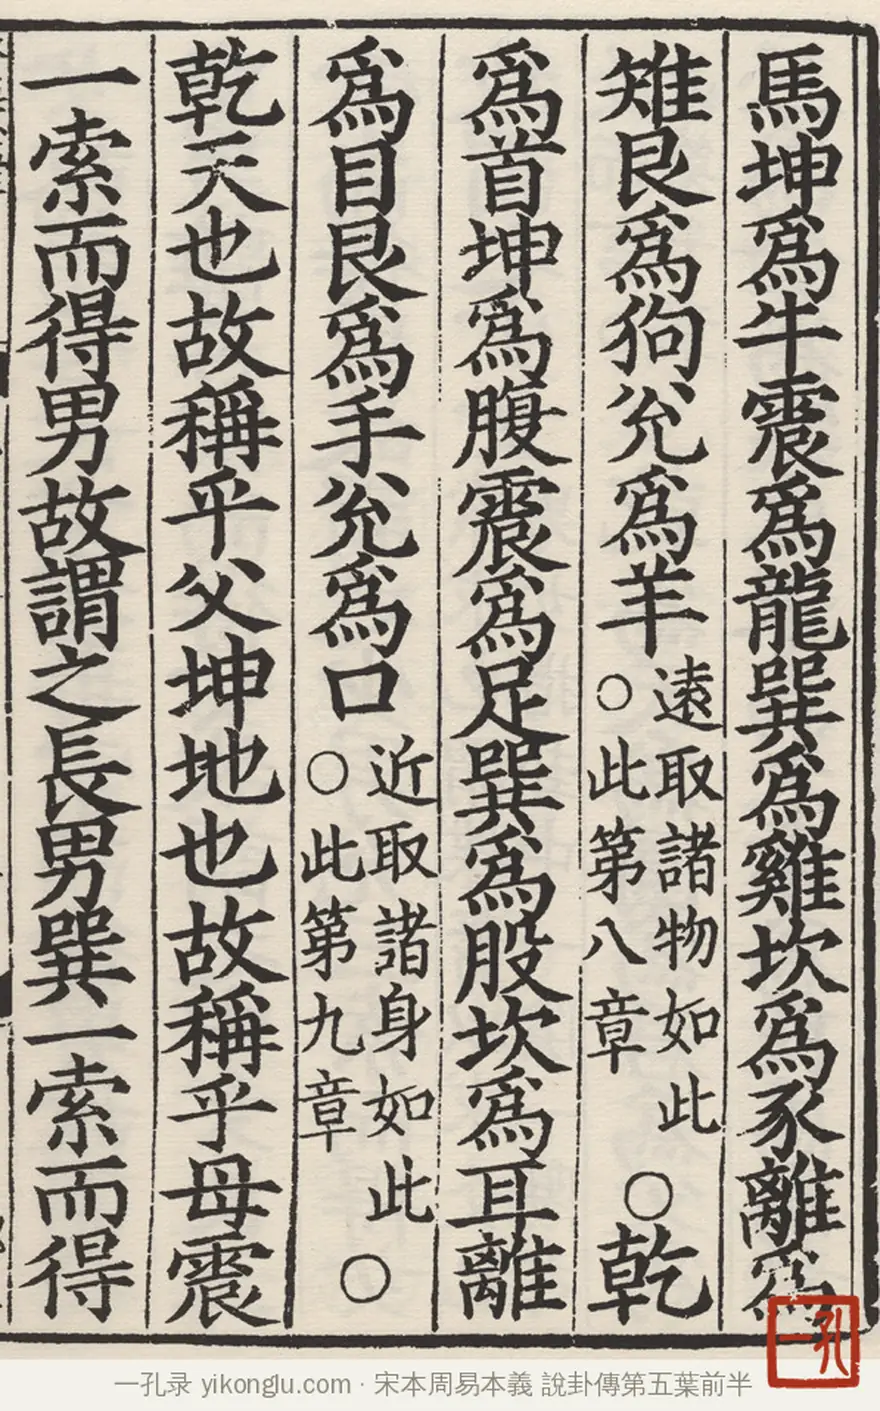 馬坤爲牛震爲龍巽爲雞坎爲豕離爲
雉艮爲狗兊爲羊遠取諸物如此○此第八章○乾
爲首坤爲腹震爲足巽爲股坎爲耳離
爲目艮爲手兊爲口近取諸身如此○此第九章○
乾天也故稱乎父坤地也故稱乎母震
一索而得男故謂之長男巽一索而得
一孔
一孔录 yikonglu.com · 宋本周易本義 說卦傳第五葉前半